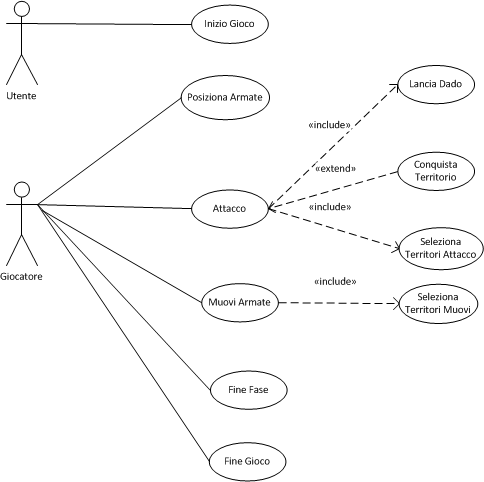 Inizio Gioco
Utente
Lancia Dado
Posiziona Armate
«include»
«extend»
Conquista
Territorio
Giocatore
Attacco
«include»
Seleziona
Territori Attacco
«include»
Muovi Armate
Seleziona
Territori Muovi
Fine Fase
Fine Gioco